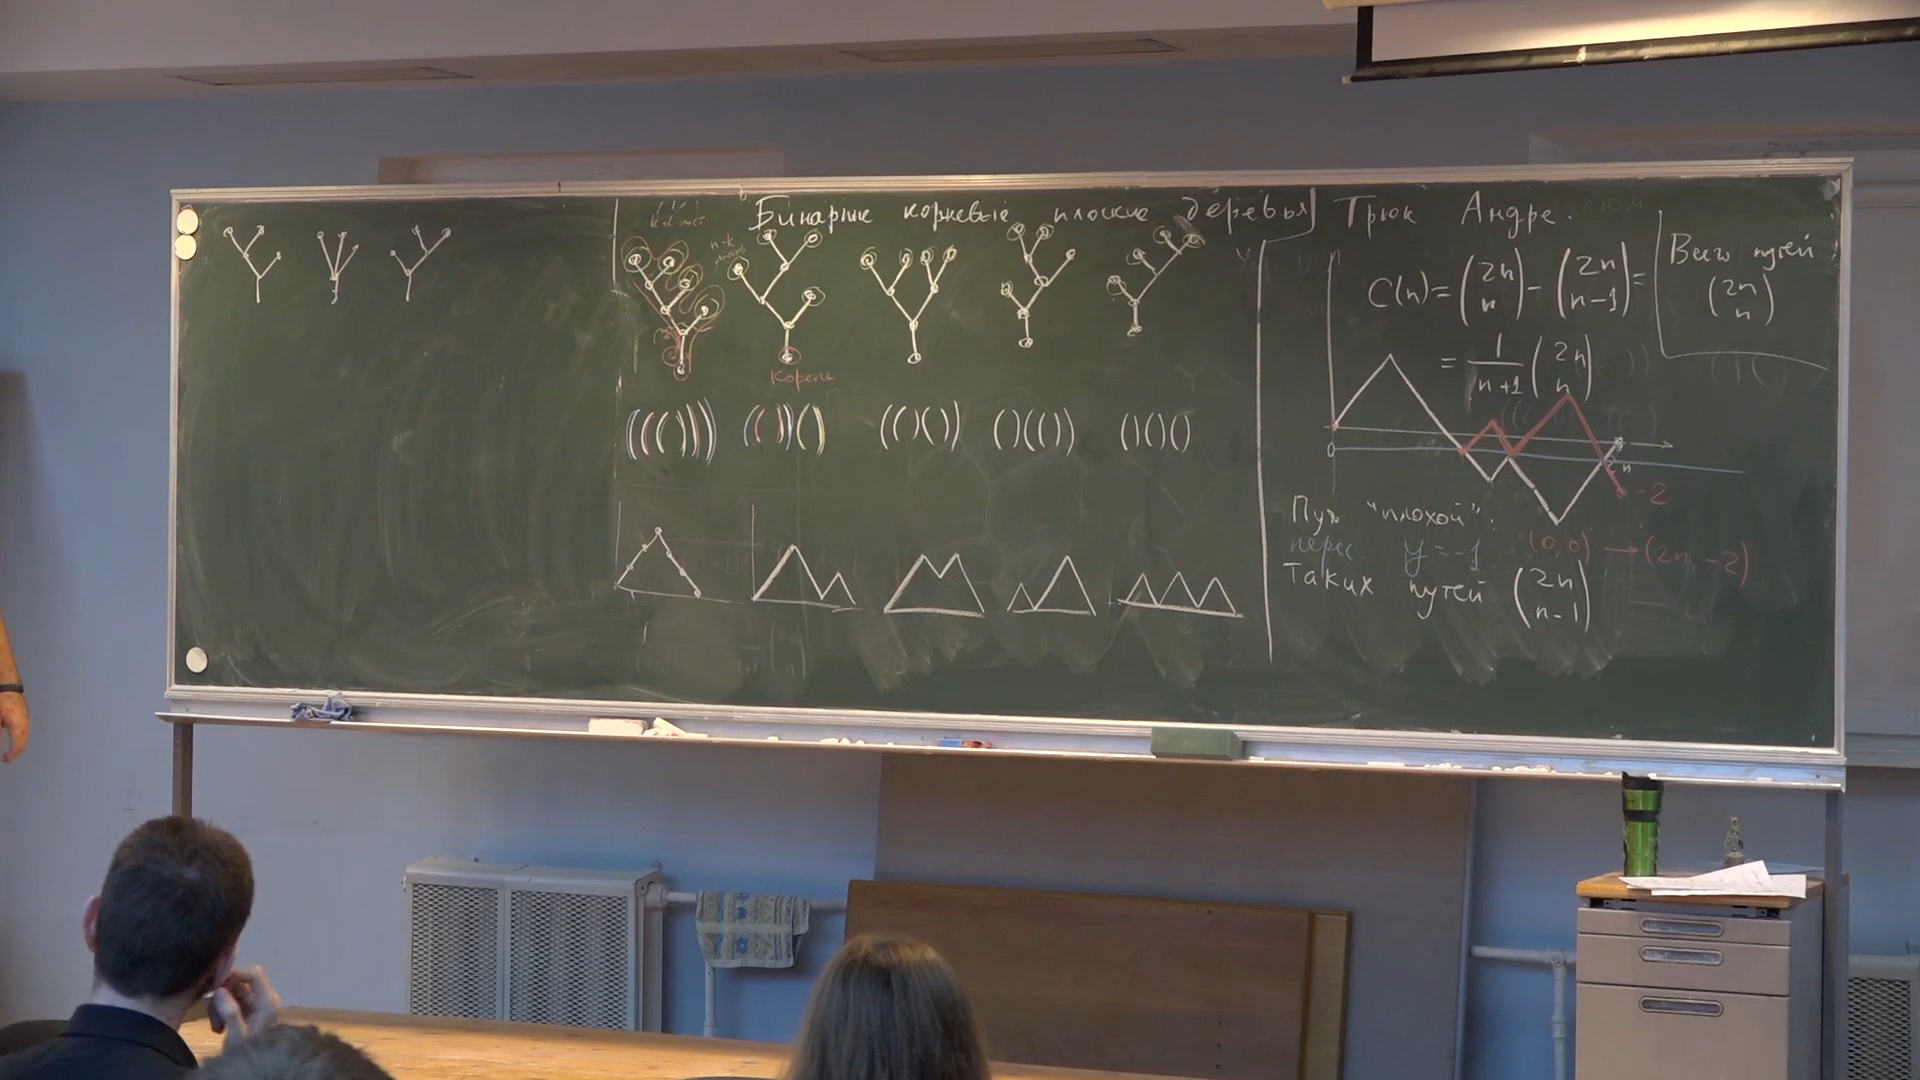 Бинарные корневые плоские деревья
n-k
Корень
((())) (())() (()()) ()(()) ()()()
Трюк Андре.
C(n) = (2n n) - (2n n-1) =
= 1/(n+1) (2n n)
Всего путей
(2n n)
0
-2
Путь "плохой":
перес. y = -1 (0,0) → (2n, -2)
Таких путей (2n n-1)